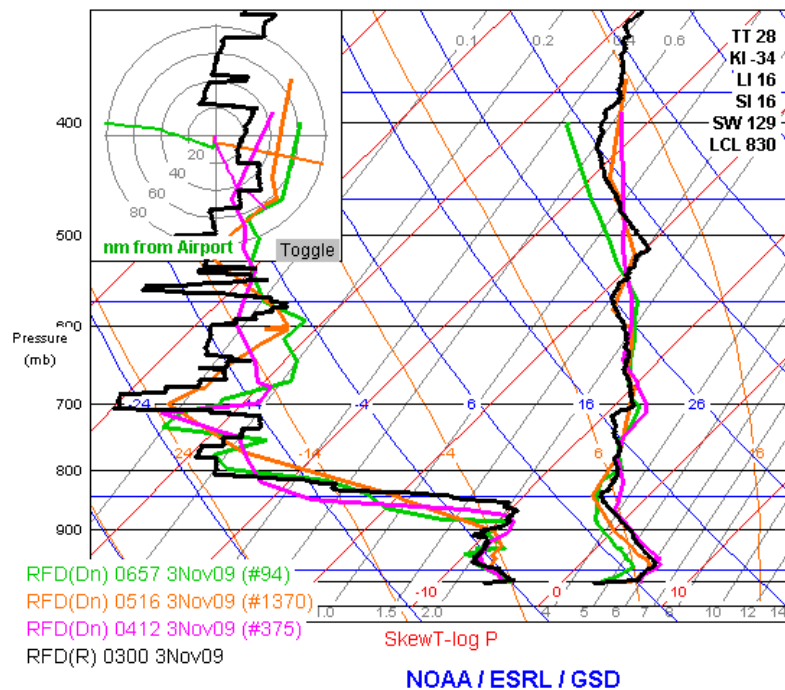 0.1 0.2 0.4 0.6
TT 28
KI -34
LI 16
SI 16
SW 129
LCL 830
20
40
60
80
nm from Airport Toggle
400
500
Pressure
(mb)
600
700 -24 -14 -4 6 16 26
-24 -14 -4 6 16
800
900
RFD(Dn) 0657 3Nov09 (#94)
RFD(Dn) 0516 3Nov09 (#1370)
RFD(Dn) 0412 3Nov09 (#375)
RFD(R) 0300 3Nov09
-10 0 10
1.0 1.5 2.0 4 5 6 7 8 10 12 14
SkewT-log P
NOAA / ESRL / GSD